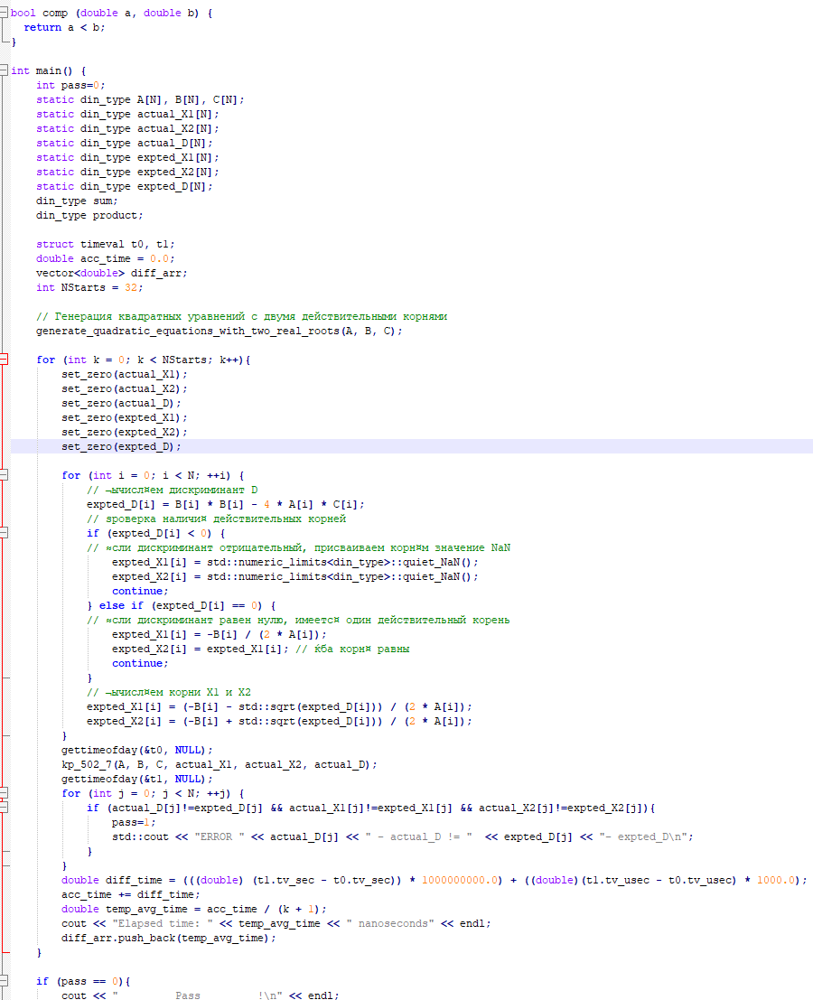 bool comp (double a, double b) {
  return a < b;
}
int main() {
    int pass=0;
    static din_type A[N], B[N], C[N];
    static din_type actual_X1[N];
    static din_type actual_X2[N];
    static din_type actual_D[N];
    static din_type expted_X1[N];
    static din_type expted_X2[N];
    static din_type expted_D[N];
    din_type sum;
    din_type product;
    struct timeval t0, t1;
    double acc_time = 0.0;
    vector<double> diff_arr;
    int NStarts = 32;
    // Генерация квадратных уравнений с двумя действительными корнями
    generate_quadratic_equations_with_two_real_roots(A, B, C);
    for (int k = 0; k < NStarts; k++){
        set_zero(actual_X1);
        set_zero(actual_X2);
        set_zero(actual_D);
        set_zero(expted_X1);
        set_zero(expted_X2);
        set_zero(expted_D);
        for (int i = 0; i < N; ++i) {
            // ¬ычисл¤ем дискриминант D
            expted_D[i] = B[i] * B[i] - 4 * A[i] * C[i];
            // ѕроверка наличи¤ действительных корней
            if (expted_D[i] < 0) {
            // ≈сли дискриминант отрицательный, присваиваем корн¤м значение NaN
                expted_X1[i] = std::numeric_limits<din_type>::quiet_NaN();
                expted_X2[i] = std::numeric_limits<din_type>::quiet_NaN();
                continue;
            } else if (expted_D[i] == 0) {
            // ≈сли дискриминант равен нулю, имеетс¤ один действительный корень
                expted_X1[i] = -B[i] / (2 * A[i]);
                expted_X2[i] = expted_X1[i]; // ќба корн¤ равны
                continue;
            }
            // ¬ычисл¤ем корни X1 и X2
            expted_X1[i] = (-B[i] - std::sqrt(expted_D[i])) / (2 * A[i]);
            expted_X2[i] = (-B[i] + std::sqrt(expted_D[i])) / (2 * A[i]);
        }
        gettimeofday(&t0, NULL);
        kp_502_7(A, B, C, actual_X1, actual_X2, actual_D);
        gettimeofday(&t1, NULL);
        for (int j = 0; j < N; ++j) {
            if (actual_D[j]!=expted_D[j] && actual_X1[j]!=expted_X1[j] && actual_X2[j]!=expted_X2[j]){
                pass=1;
                std::cout << "ERROR " << actual_D[j] << " - actual_D != "  << expted_D[j] << "- expted_D\n";
            }
        }
        double diff_time = (((double) (t1.tv_sec - t0.tv_sec)) * 1000000000.0) + ((double)(t1.tv_usec - t0.tv_usec) * 1000.0);
        acc_time += diff_time;
        double temp_avg_time = acc_time / (k + 1);
        cout << "Elapsed time: " << temp_avg_time << " nanoseconds" << endl;
        diff_arr.push_back(temp_avg_time);
    }
    if (pass == 0){
        cout << "         Pass         !\n" << endl;